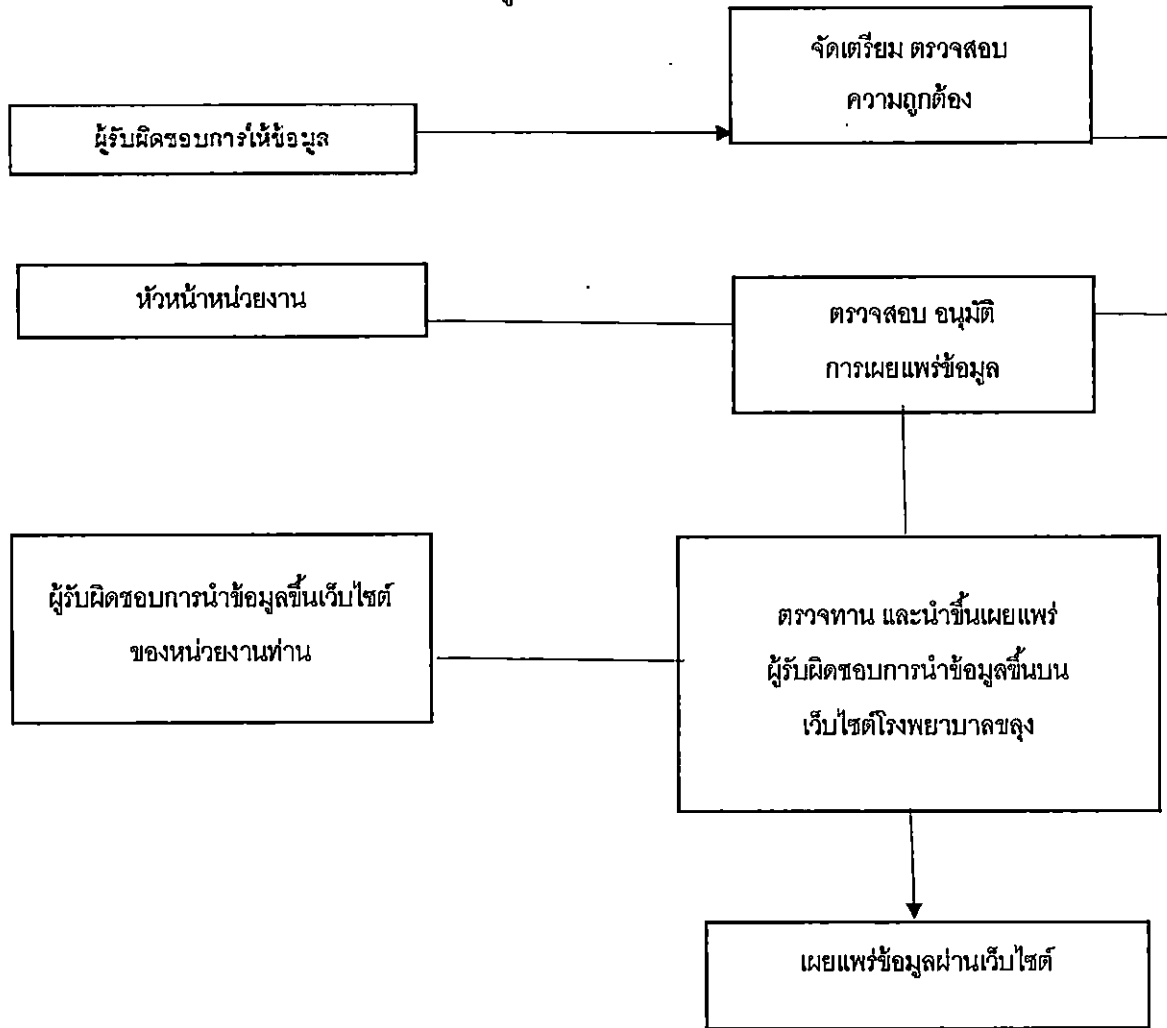 จัดเตรียม ตรวจสอบ
ความถูกต้อง
ผู้รับผิดชอบการให้ข้อมูล
หัวหน้าหน่วยงาน
ตรวจสอบ อนุมัติ
การเผยแพร่ข้อมูล
ผู้รับผิดชอบการนำข้อมูลขึ้นเว็บไซต์
ของหน่วยงานท่าน
ตรวจทาน และนำขึ้นเผยแพร่
ผู้รับผิดชอบการนำข้อมูลขึ้นบน
เว็บไซต์โรงพยาบาลขลุง
เผยแพร่ข้อมูลผ่านเว็บไซต์